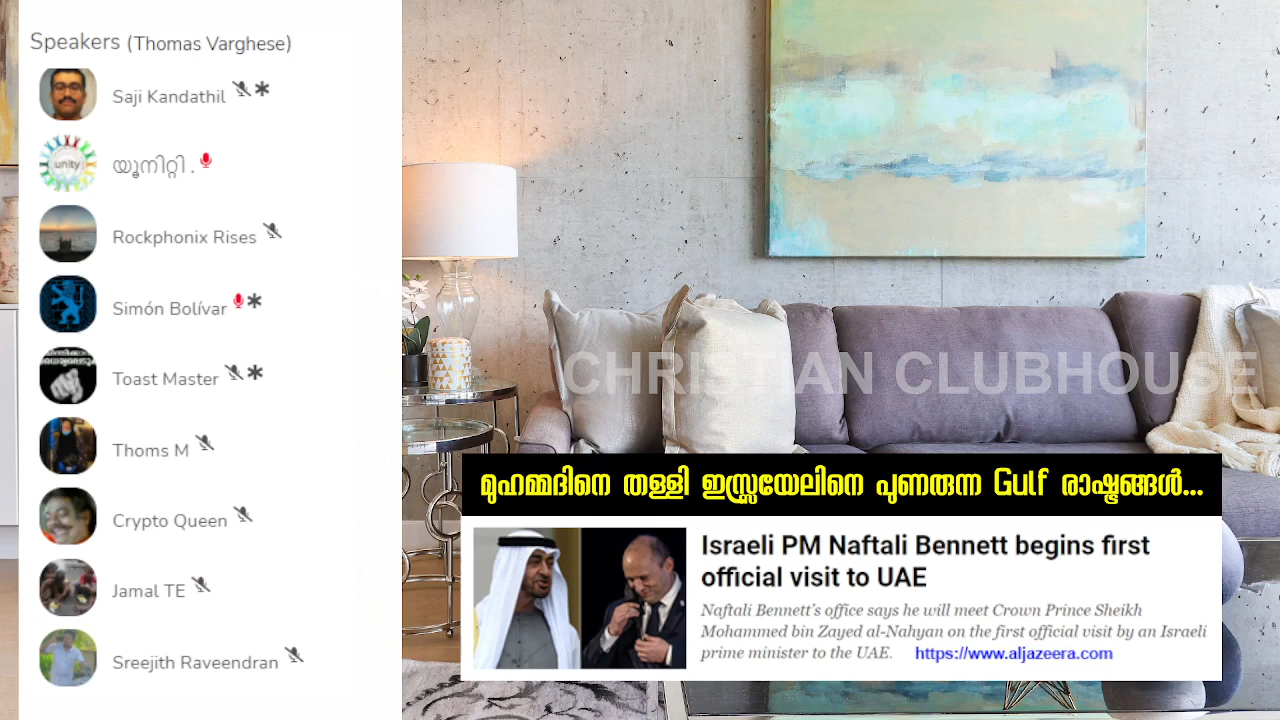 Speakers (Thomas Varghese)
Saji Kandathil
unity
യൂനിറ്റി .
Rockphonix Rises
Simón Bolívar
Toast Master
Thoms M
Crypto Queen
Jamal TE
Sreejith Raveendran
CHRISTIAN CLUBHOUSE
മുഹമ്മദിനെ തള്ളി ഇസ്രയേലിനെ പുണരുന്ന Gulf രാഷ്ട്രങ്ങൾ...
Israeli PM Naftali Bennett begins first
official visit to UAE
Naftali Bennett's office says he will meet Crown Prince Sheikh
Mohammed bin Zayed al-Nahyan on the first official visit by an Israeli
prime minister to the UAE. https://www.aljazeera.com